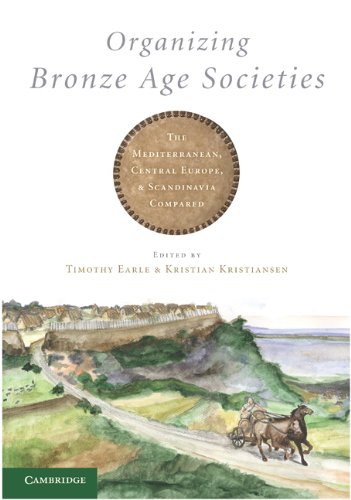 Organizing
Bronze Age Societies
The
Mediterranean,
Central Europe,
& Scandinavia
Compared
Edited by
Timothy Earle & Kristian Kristiansen
Cambridge